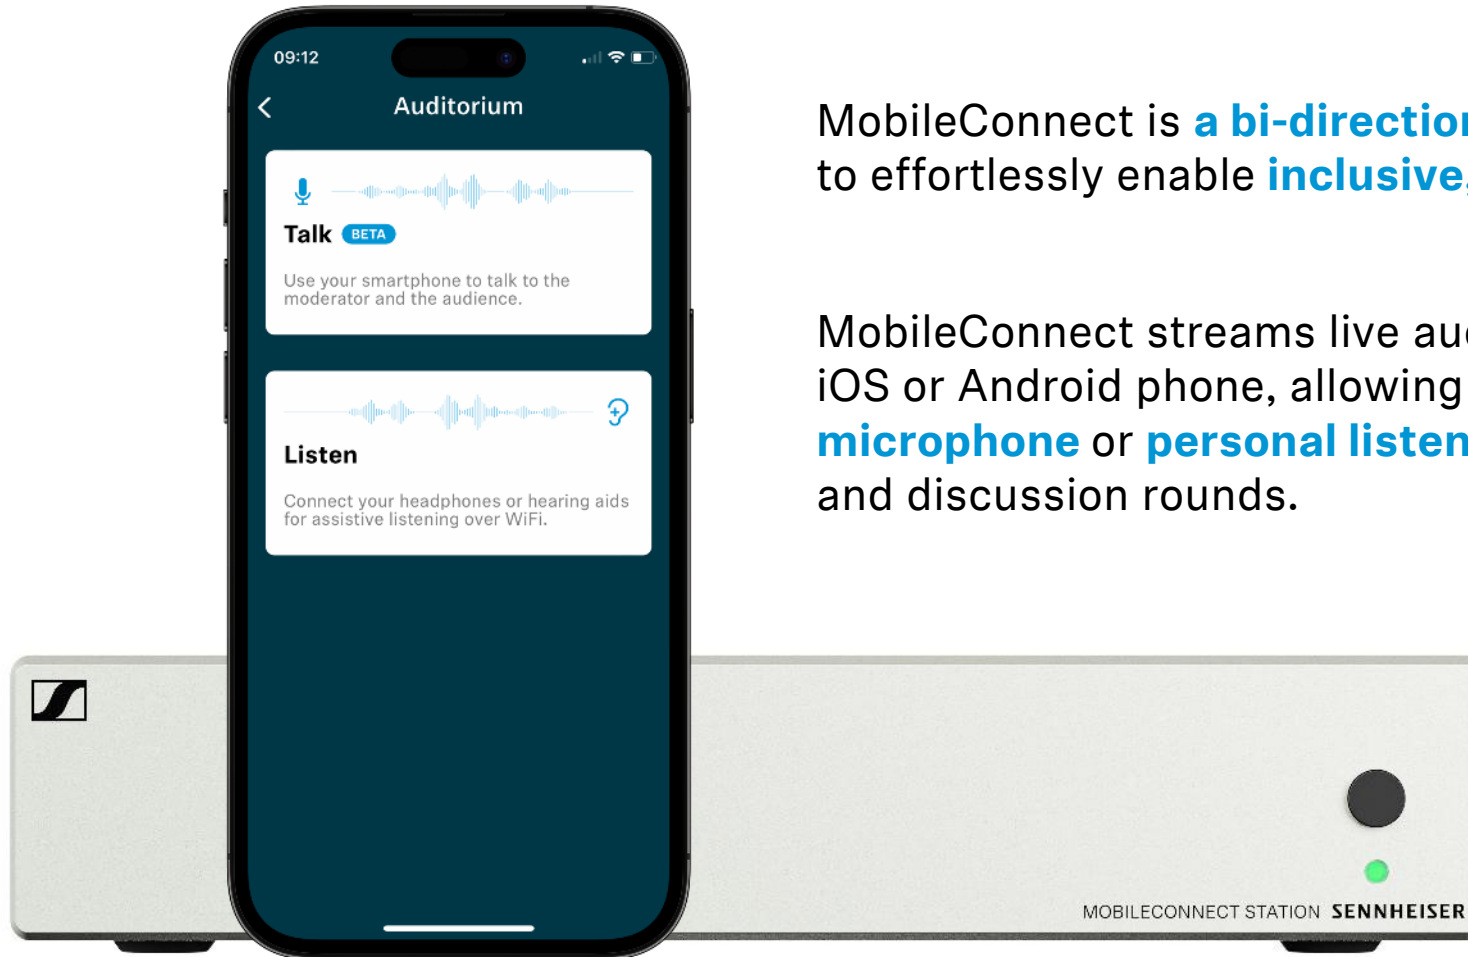 09:12
Auditorium
Talk BETA
Use your smartphone to talk to the
moderator and the audience.
Listen
Connect your headphones or hearing aids
for assistive listening over WiFi.
MobileConnect is a bi-direction
to effortlessly enable inclusive,
MobileConnect streams live au
iOS or Android phone, allowing
microphone or personal listen
and discussion rounds.
MOBILECONNECT STATION SENNHEISER